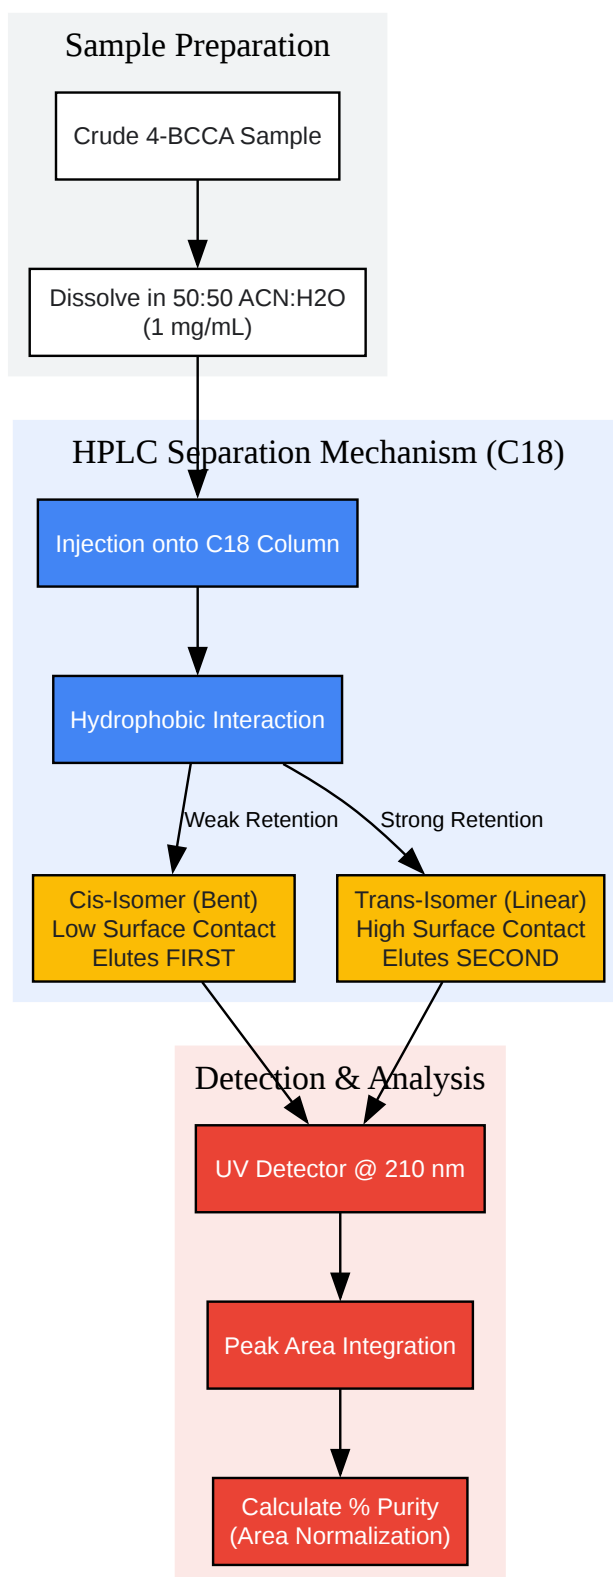 Sample Preparation
Crude 4-BCCA Sample
Dissolve in 50:50 ACN:H2O
(1 mg/mL)
HPLC Separation Mechanism (C18)
Injection onto C18 Column
Hydrophobic Interaction
Weak Retention
Strong Retention
Cis-Isomer (Bent)
Low Surface Contact
Elutes FIRST
Trans-Isomer (Linear)
High Surface Contact
Elutes SECOND
Detection & Analysis
UV Detector @ 210 nm
Peak Area Integration
Calculate % Purity
(Area Normalization)